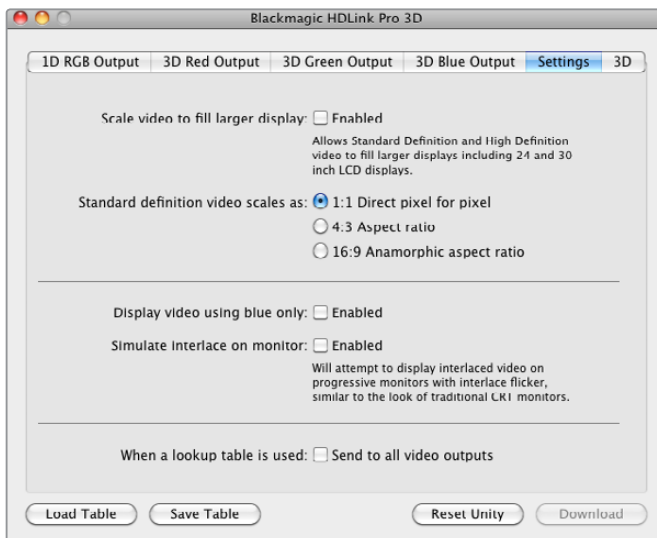 Blackmagic HDLink Pro 3D
1D RGB Output 3D Red Output 3D Green Output 3D Blue Output Settings 3D
Scale video to fill larger display: Enabled
Allows Standard Definition and High Definition
video to fill larger displays including 24 and 30
inch LCD displays.
Standard definition video scales as: 1:1 Direct pixel for pixel
4:3 Aspect ratio
16:9 Anamorphic aspect ratio
Display video using blue only: Enabled
Simulate interlace on monitor: Enabled
Will attempt to display interlaced video on
progressive monitors with interlace flicker,
similar to the look of traditional CRT monitors.
When a lookup table is used: Send to all video outputs
Load Table Save Table Reset Unity Download